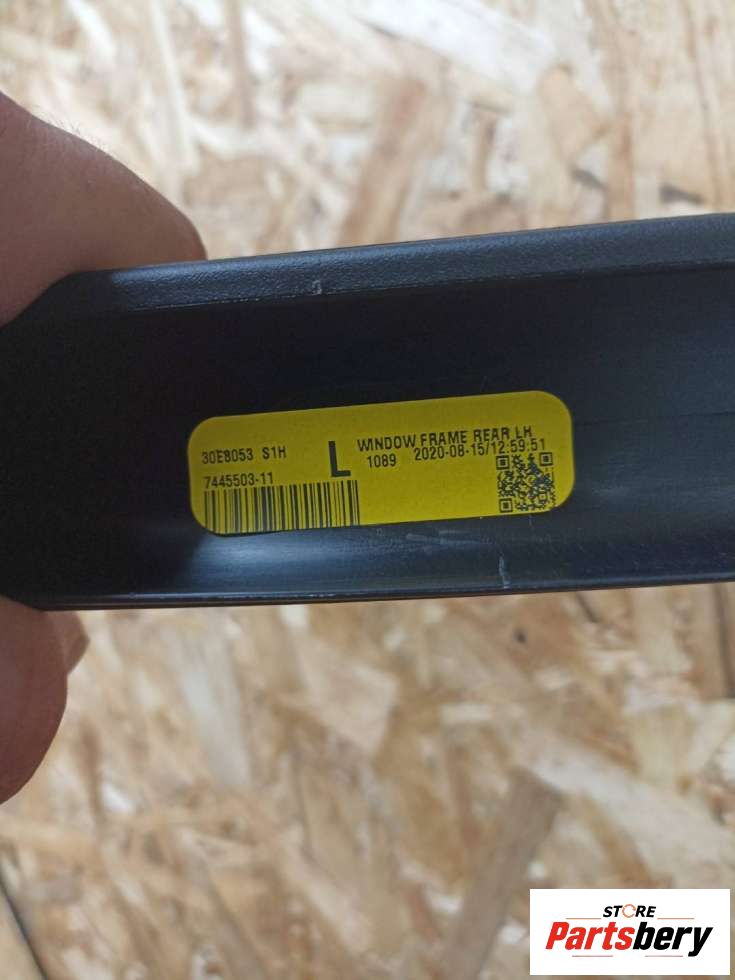 30E8053 S1H
7445503-11
L
WINDOW FRAME REAR LH
1089 2020-08-15/12:59:51
STORE
Partsbery